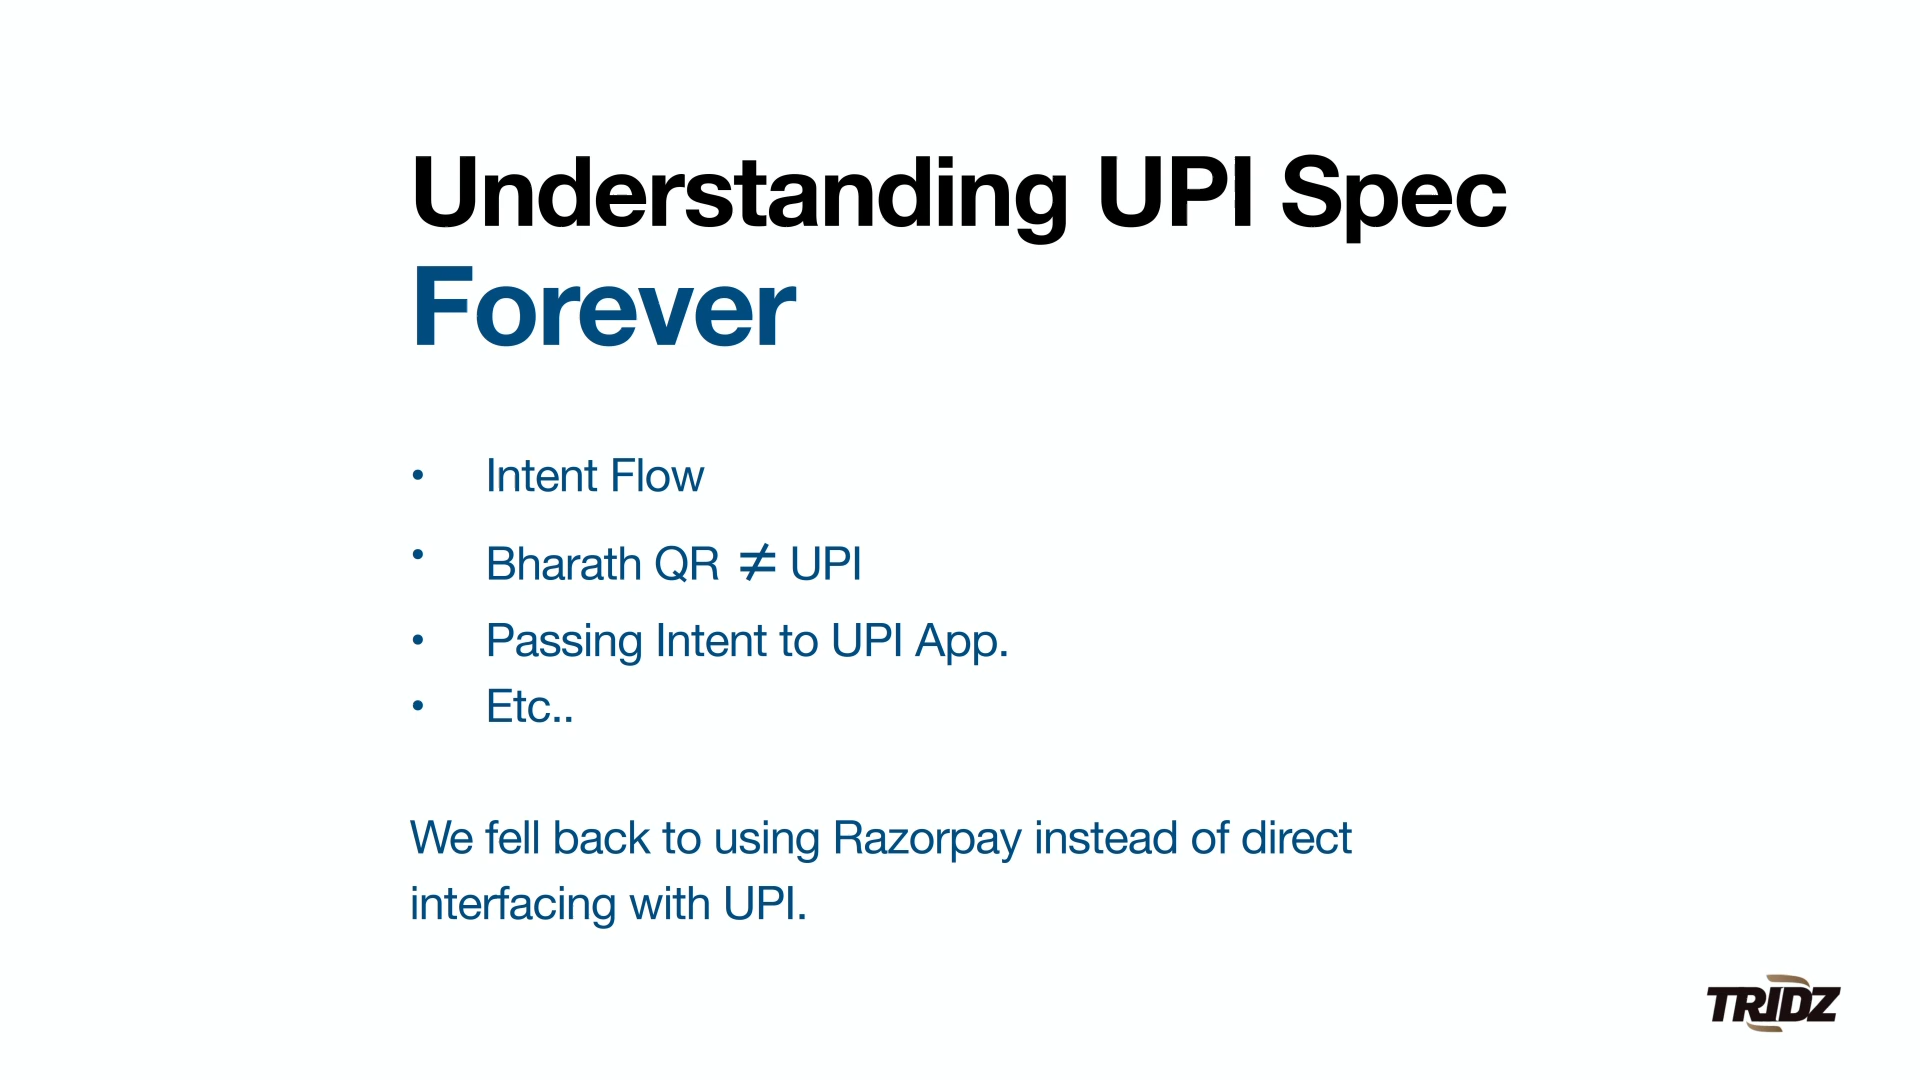 Understanding UPI Spec
Forever
• Intent Flow
• Bharath QR ≠ UPI
• Passing Intent to UPI App.
• Etc..
We fell back to using Razorpay instead of direct
interfacing with UPI.
TRIDZ